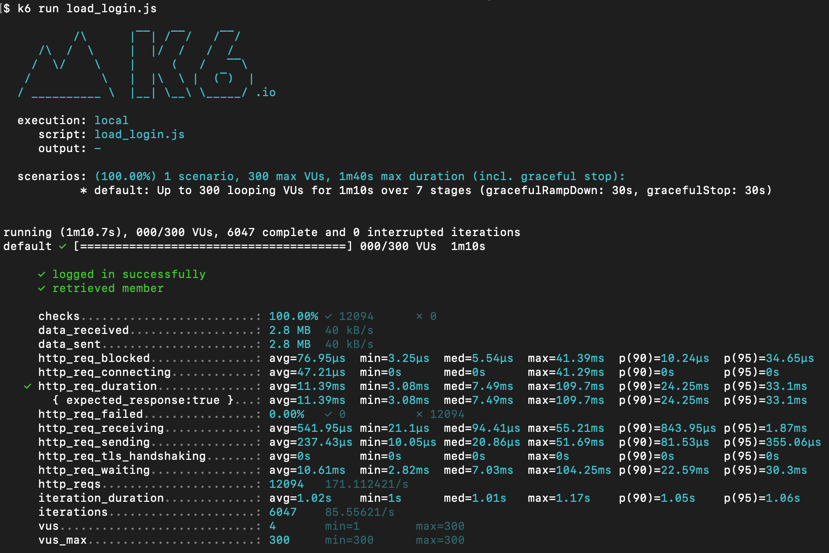 $ k6 run load_login.js
.io
execution: local
script: load_login.js
output: -
scenarios: (100.00%) 1 scenario, 300 max VUs, 1m40s max duration (incl. graceful stop):
* default: Up to 300 looping VUs for 1m10s over 7 stages (gracefulRampDown: 30s, gracefulStop: 30s)
running (1m10.7s), 000/300 VUs, 6047 complete and 0 interrupted iterations
default ✓ [======================================] 000/300 VUs  1m10s
✓ logged in successfully
✓ retrieved member
checks.........................: 100.00% ✓ 12094      ✗ 0
data_received..................: 2.8 MB  40 kB/s
data_sent......................: 2.8 MB  40 kB/s
http_req_blocked...............: avg=76.95µs  min=3.25µs  med=5.54µs  max=41.39ms  p(90)=10.24µs  p(95)=34.65µs
http_req_connecting............: avg=47.21µs  min=0s      med=0s      max=41.29ms  p(90)=0s       p(95)=0s
✓ http_req_duration..............: avg=11.39ms  min=3.08ms  med=7.49ms  max=109.7ms  p(90)=24.25ms  p(95)=33.1ms
{ expected_response:true }...: avg=11.39ms  min=3.08ms  med=7.49ms  max=109.7ms  p(90)=24.25ms  p(95)=33.1ms
http_req_failed................: 0.00%   ✓ 0          ✗ 12094
http_req_receiving.............: avg=541.95µs min=21.1µs  med=94.41µs max=55.21ms  p(90)=843.95µs p(95)=1.87ms
http_req_sending...............: avg=237.43µs min=10.05µs med=20.86µs max=51.69ms  p(90)=81.53µs  p(95)=355.06µs
http_req_tls_handshaking.......: avg=0s       min=0s      med=0s      max=0s       p(90)=0s       p(95)=0s
http_req_waiting...............: avg=10.61ms  min=2.82ms  med=7.03ms  max=104.25ms p(90)=22.59ms  p(95)=30.3ms
http_reqs......................: 12094   171.112421/s
iteration_duration.............: avg=1.02s    min=1s      med=1.01s   max=1.17s    p(90)=1.05s    p(95)=1.06s
iterations.....................: 6047    85.55621/s
vus............................: 4       min=1        max=300
vus_max........................: 300     min=300      max=300